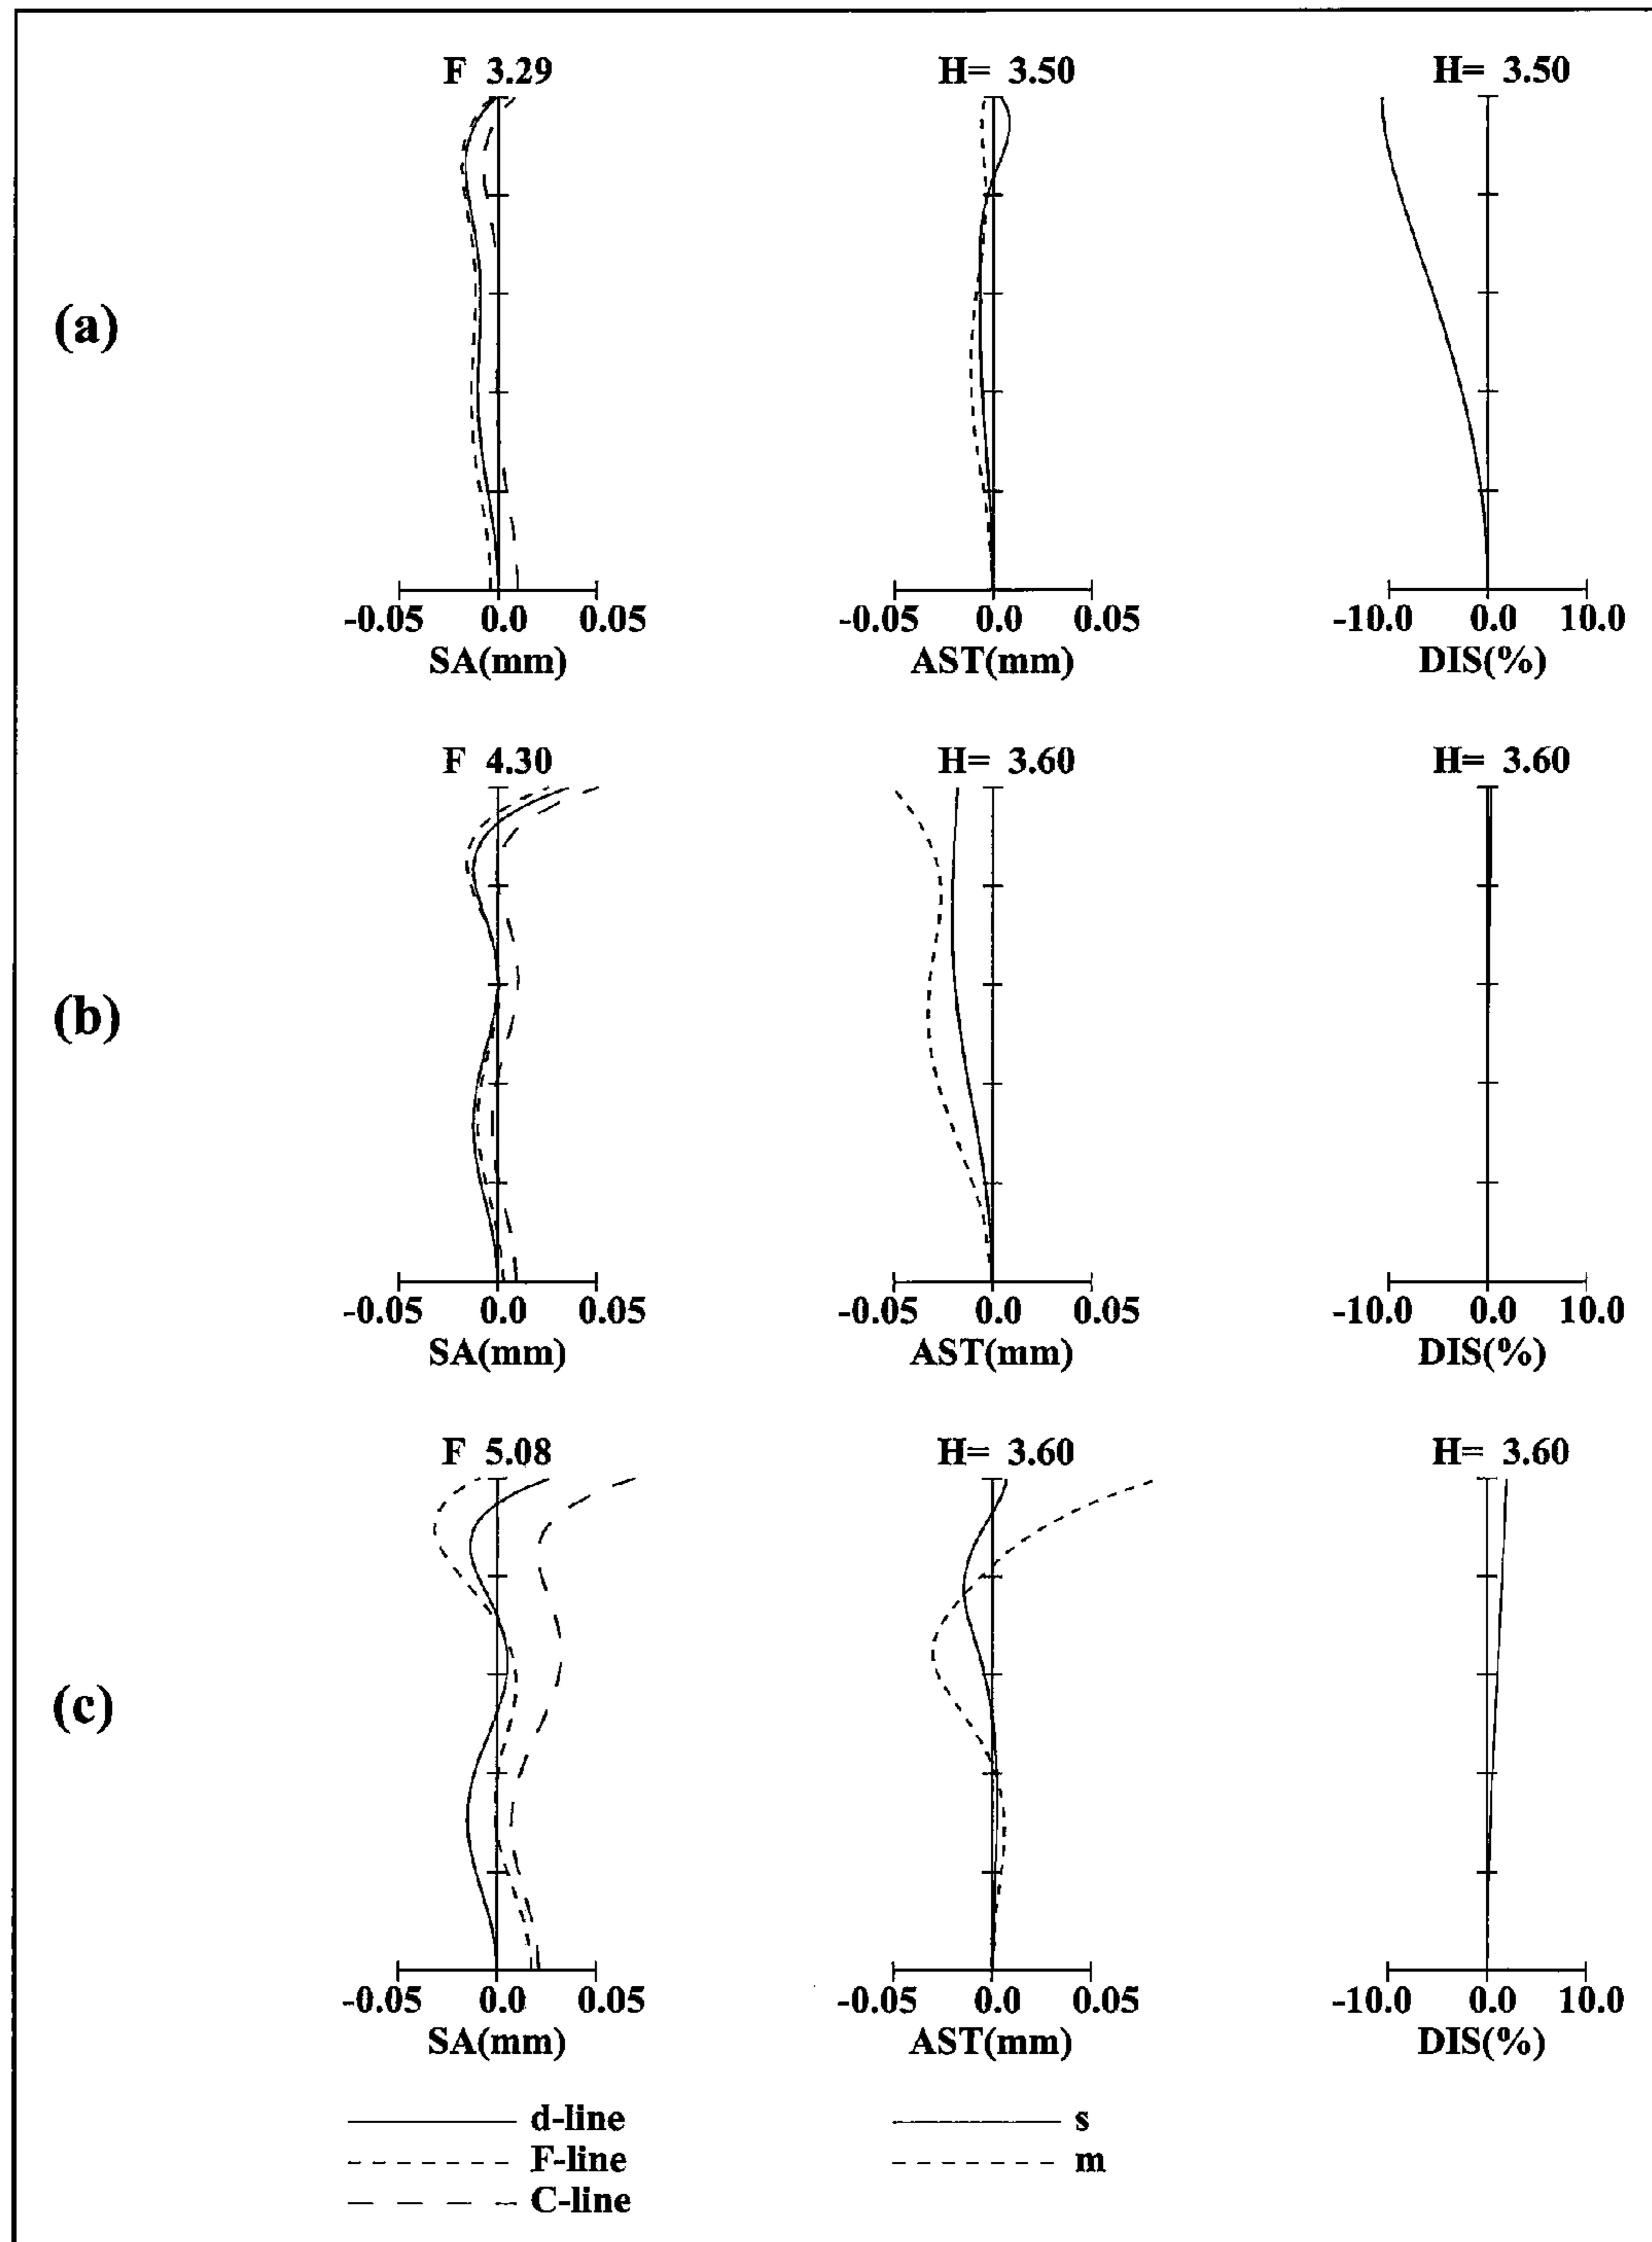 F 3.29 H= 3.50 H= 3.50
(a)
-0.05 0.0 0.05 -0.05 0.0 0.05 -10.0 0.0 10.0
SA(mm) AST(mm) DIS(%)
F 4.30 H= 3.60 H= 3.60
(b)
-0.05 0.0 0.05 -0.05 0.0 0.05 -10.0 0.0 10.0
SA(mm) AST(mm) DIS(%)
F 5.08 H= 3.60 H= 3.60
(c)
-0.05 0.0 0.05 -0.05 0.0 0.05 -10.0 0.0 10.0
SA(mm) AST(mm) DIS(%)
d-line s
F-line m
C-line